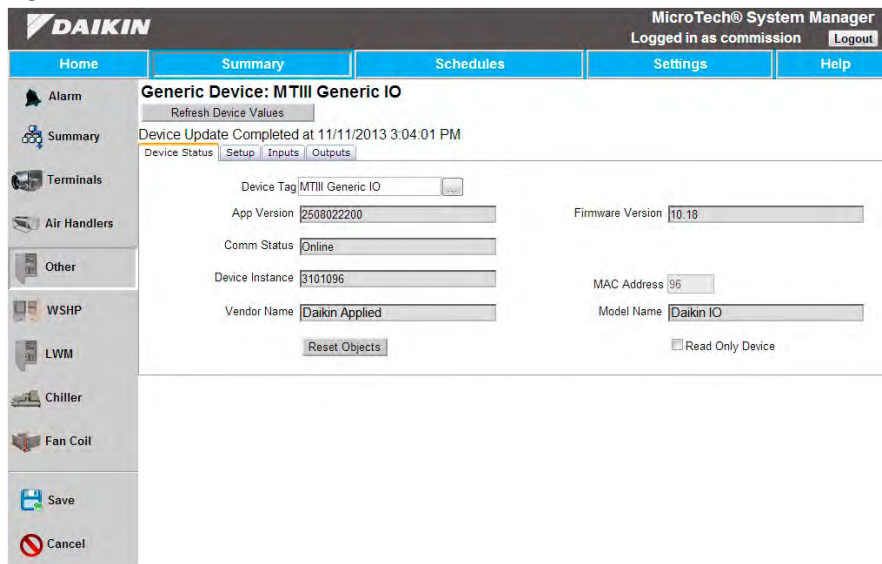 DAIKIN
MicroTech® System Manager
Logged in as commission Logout
Home Summary Schedules Settings Help
Alarm
Summary
Terminals
Air Handlers
Other
WSHP
LWM
Chiller
Fan Coil
Save
Cancel
Generic Device: MTIII Generic IO
Refresh Device Values
Device Update Completed at 11/11/2013 3:04:01 PM
Device Status Setup Inputs Outputs
Device Tag MTIII Generic IO ...
App Version 2508022200 Firmware Version 10.18
Comm Status Online
Device Instance 3101096 MAC Address 96
Vendor Name Daikin Applied Model Name Daikin IO
Reset Objects Read Only Device